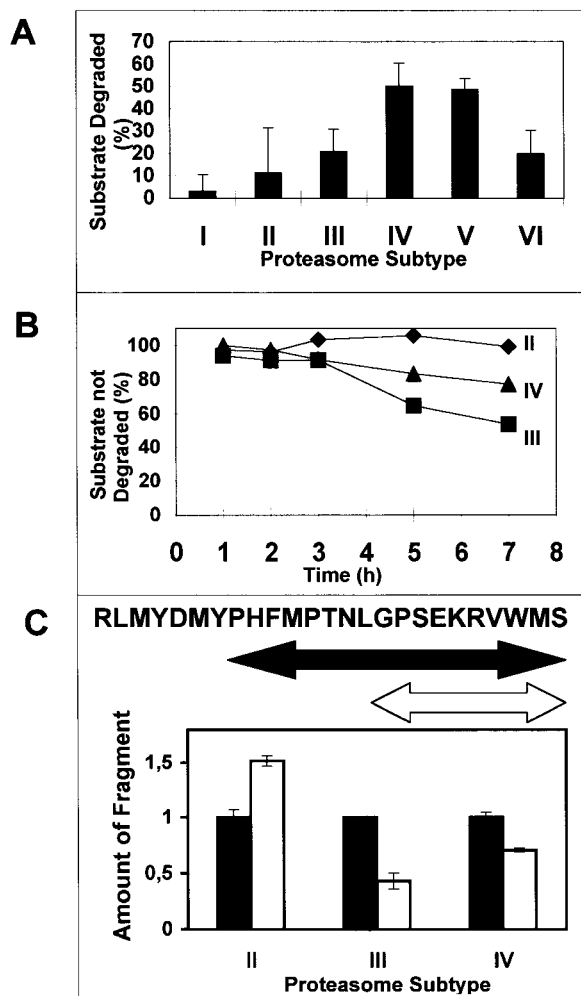 A
Substrate Degraded
(%)
70
60
50
40
30
20
10
0
I II III IV V VI
Proteasome Subtype
B
Substrate not
Degraded (%)
100
80
60
40
20
0
II
IV
III
0 1 2 3 4 5 6 7 8
Time (h)
C
RLMYDMYPHFMPTNLGPSEKRVWMS
Amount of Fragment
1,5
1
0,5
0
II III IV
Proteasome Subtype